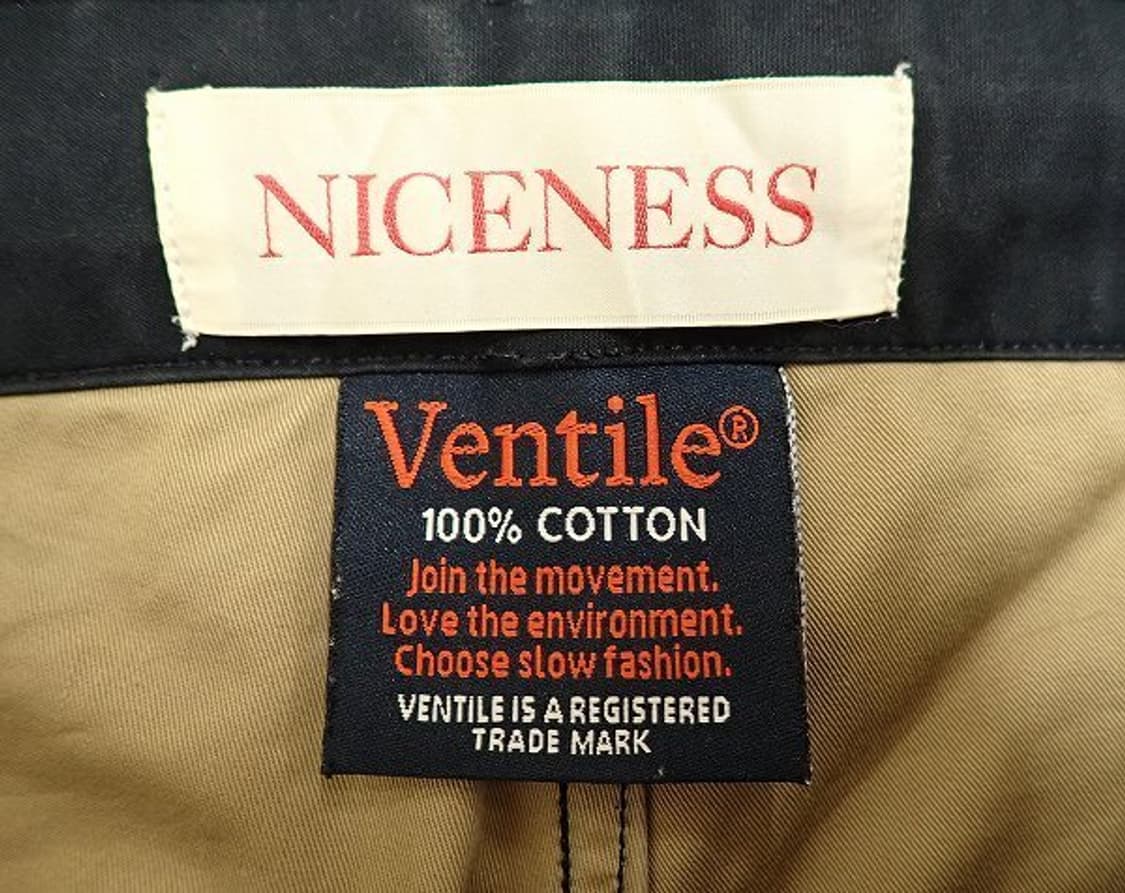 NICENESS
Ventile®
100% COTTON
Join the movement.
Love the environment.
Choose slow fashion.
VENTILE IS A REGISTERED
TRADE MARK